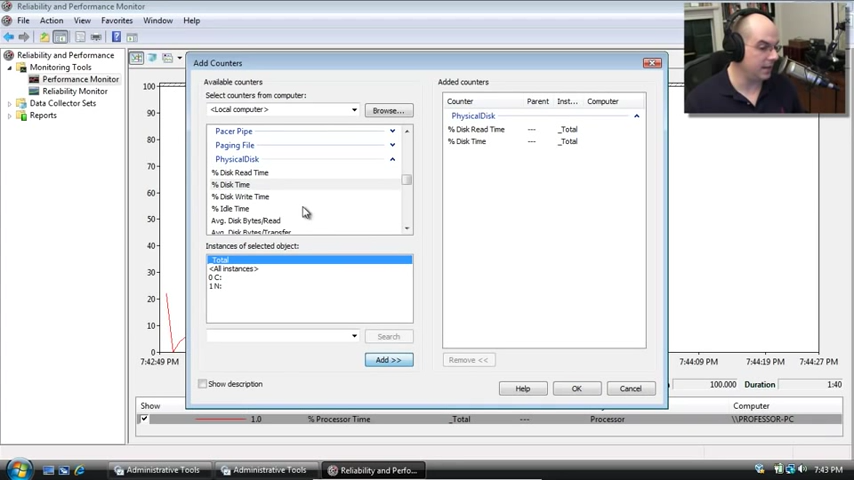 Reliability and Performance Monitor
File Action View Favorites Window Help
Reliability and Performance
Monitoring Tools
Performance Monitor
Reliability Monitor
Data Collector Sets
Reports
100
90
80
70
60
50
40
30
20
10
0
7:42:49 PM
7:44:09 PM
7:44:27 PM
100.000
Duration
1:40
Show
Computer
1.0 % Processor Time _Total --- Processor \\PROFESSOR-PC
Add Counters
Available counters
Select counters from computer:
<Local computer>
Browse...
Pacer Pipe
Paging File
PhysicalDisk
% Disk Read Time
% Disk Time
% Disk Write Time
% Idle Time
Avg. Disk Bytes/Read
Avg. Disk Bytes/Transfer
Instances of selected object:
_Total
<All instances>
0 C:
1 N:
Search
Add >>
Show description
Added counters
Counter Parent Inst... Computer
PhysicalDisk
% Disk Read Time --- _Total
% Disk Time --- _Total
Remove <<
Help
OK
Cancel
Administrative Tools
Administrative Tools
Reliability and Perfo...
7:43 PM